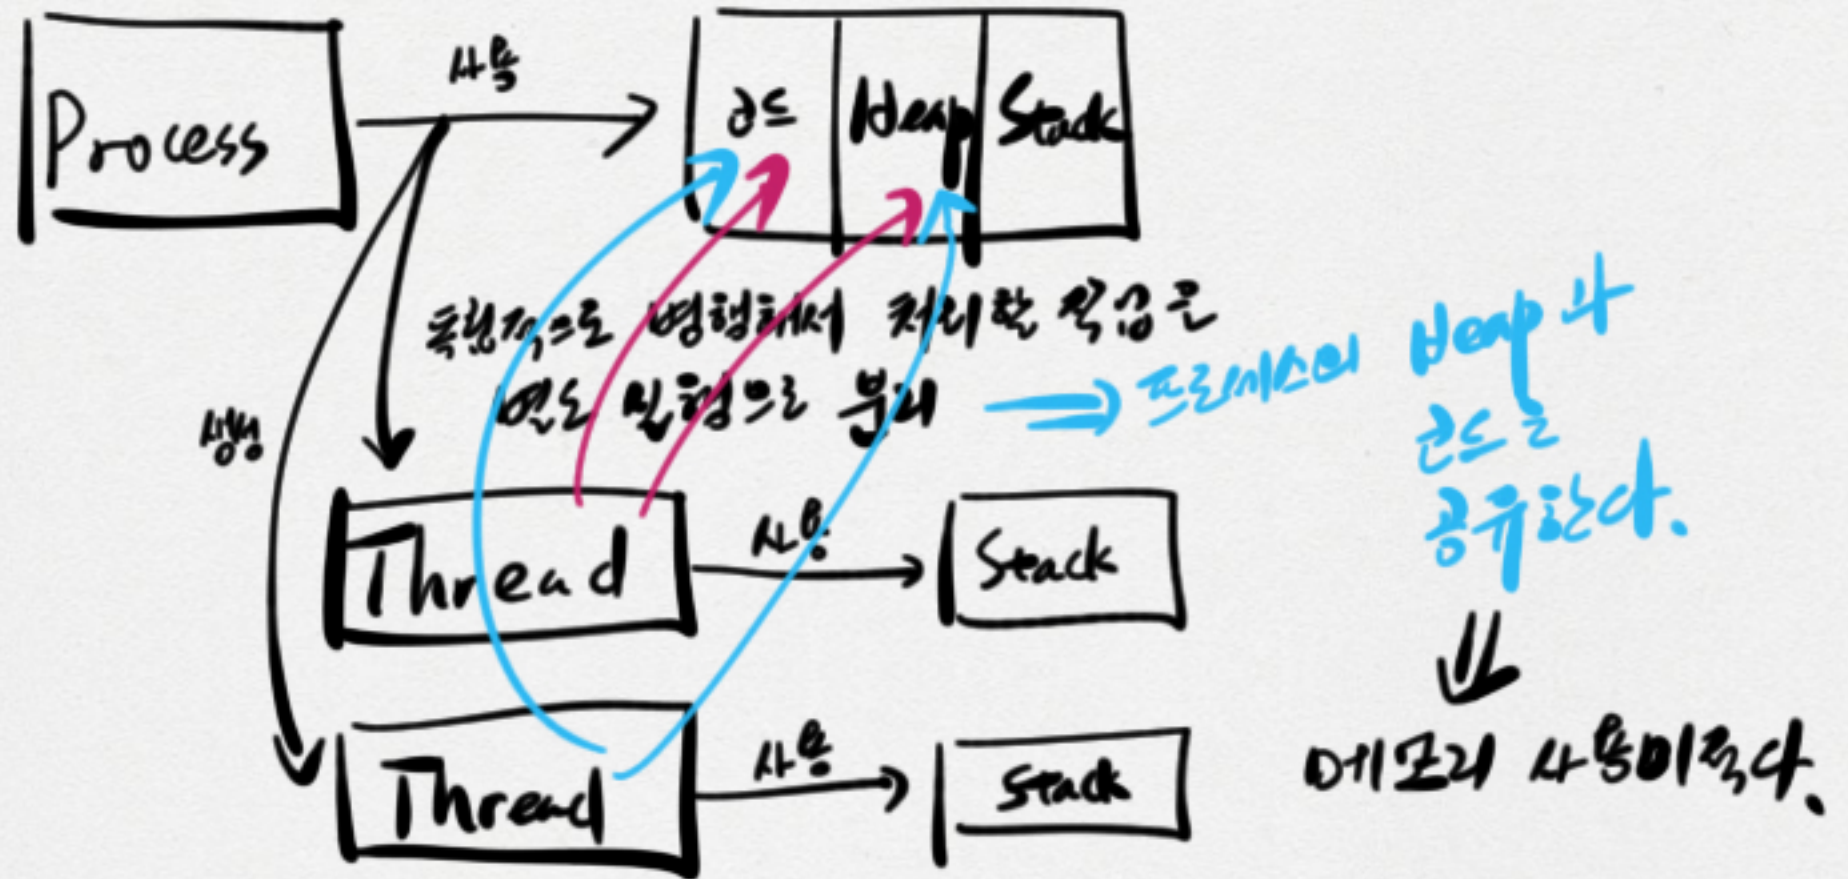 Process
사용
코드
Heap
Stack
독립적으로 병행해서 처리할 작업은
별도 실행으로 분리
프로세스의 Heap과
코드를
공유한다.
생성
Thread
사용
Stack
메모리 사용이적다.
Thread
사용
Stack